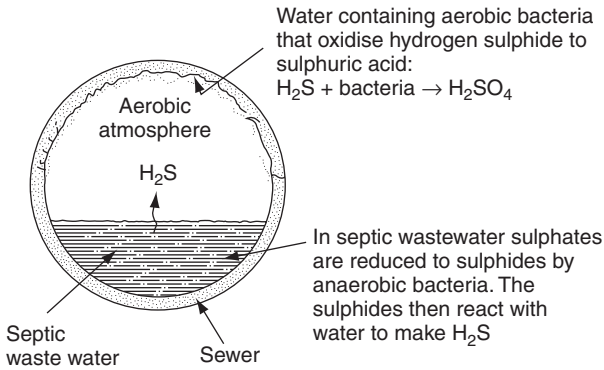 Water containing aerobic bacteria
that oxidise hydrogen sulphide to
sulphuric acid:
H₂S + bacteria → H₂SO₄
Aerobic
atmosphere
H₂S
In septic wastewater sulphates
are reduced to sulphides by
anaerobic bacteria. The
sulphides then react with
water to make H₂S
Septic
waste water
Sewer